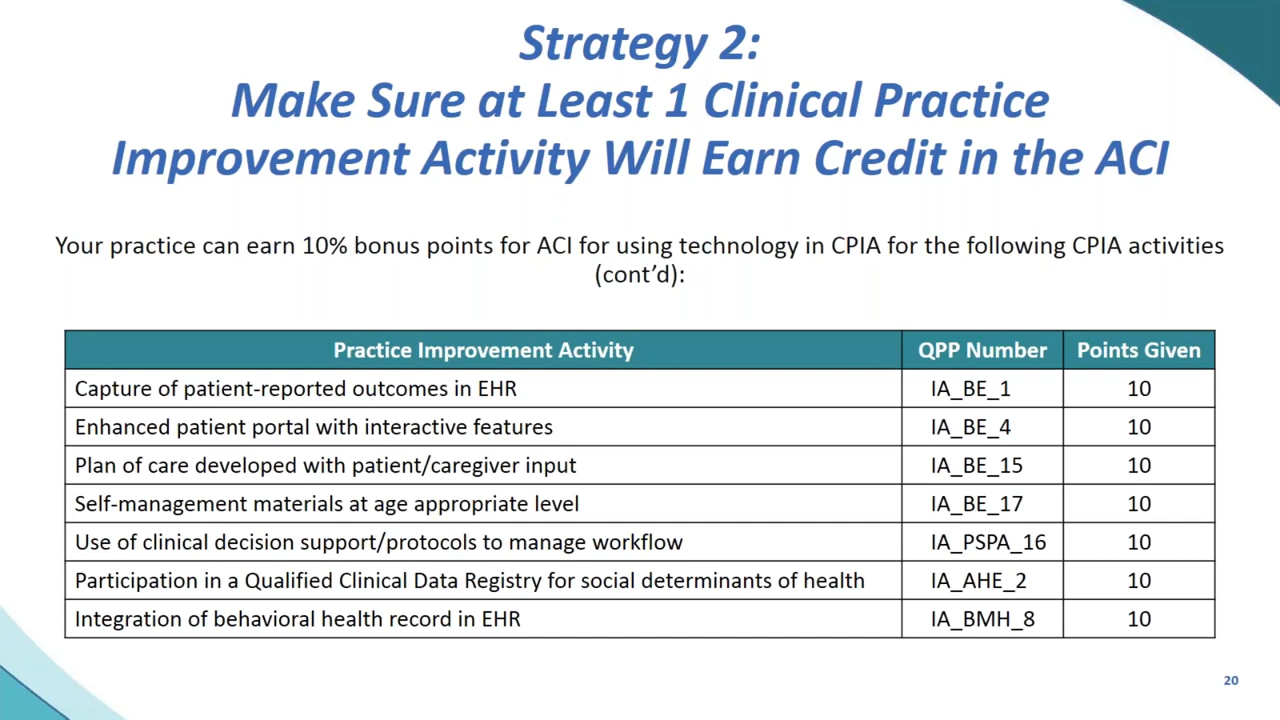 Strategy 2:
Make Sure at Least 1 Clinical Practice
Improvement Activity Will Earn Credit in the ACI
Your practice can earn 10% bonus points for ACI for using technology in CPIA for the following CPIA activities
(cont’d):
Practice Improvement Activity QPP Number Points Given
Capture of patient-reported outcomes in EHR IA_BE_1 10
Enhanced patient portal with interactive features IA_BE_4 10
Plan of care developed with patient/caregiver input IA_BE_15 10
Self-management materials at age appropriate level IA_BE_17 10
Use of clinical decision support/protocols to manage workflow IA_PSPA_16 10
Participation in a Qualified Clinical Data Registry for social determinants of health IA_AHE_2 10
Integration of behavioral health record in EHR IA_BMH_8 10
20